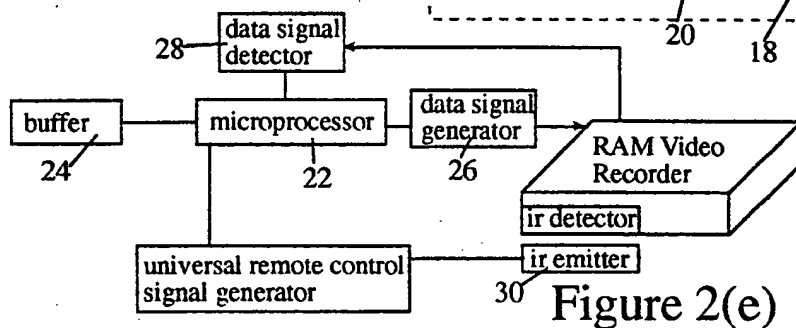 20
18
data signal
detector
28
buffer
24
microprocessor
22
data signal
generator
26
RAM Video
Recorder
ir detector
universal remote control
signal generator
ir emitter
30
Figure 2(e)